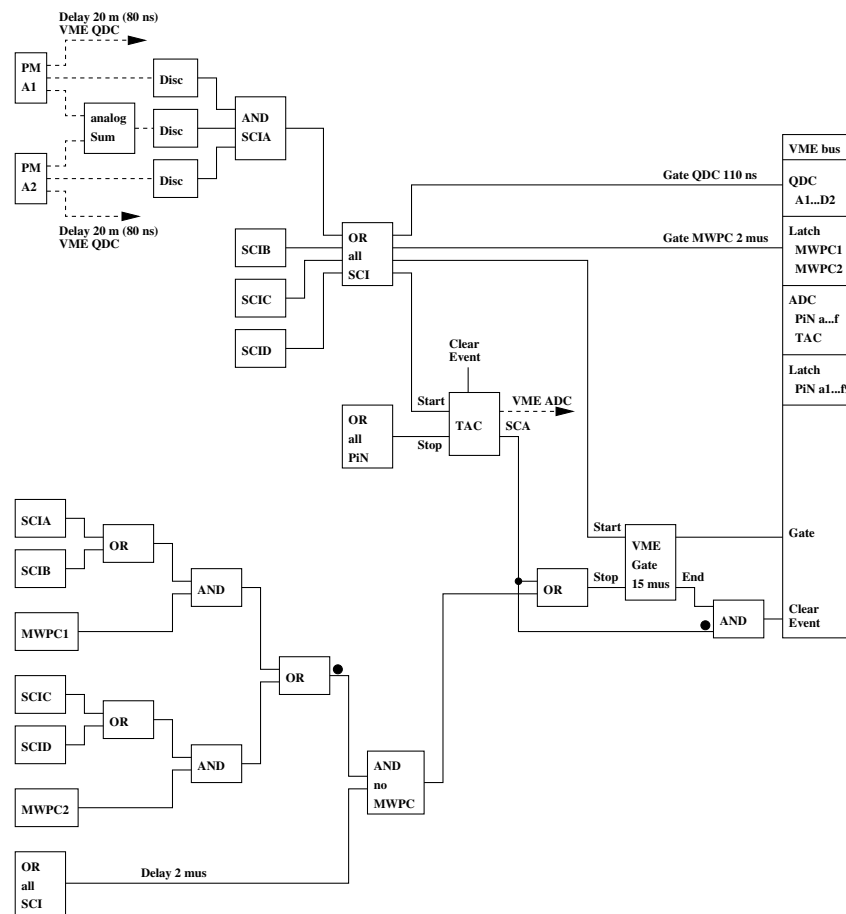 Delay 20 m (80 ns)
VME QDC
PM
A1
Disc
analog
Sum
Disc
AND
SCIA
PM
A2
Disc
Delay 20 m (80 ns)
VME QDC
VME bus
Gate QDC 110 ns
QDC
A1...D2
SCIB
OR
all
SCI
Gate MWPC 2 mus
Latch
MWPC1
MWPC2
SCIC
ADC
PiN a...f
TAC
SCID
Clear
Event
Latch
PiN a1...f
OR
all
PiN
Start
Stop
TAC
VME ADC
SCA
SCIA
OR
SCIB
AND
MWPC1
Start
VME
Gate
15 mus
Gate
OR
Stop
End
AND
Clear
Event
OR
SCIC
OR
SCID
AND
MWPC2
AND
no
MWPC
OR
all
SCI
Delay 2 mus